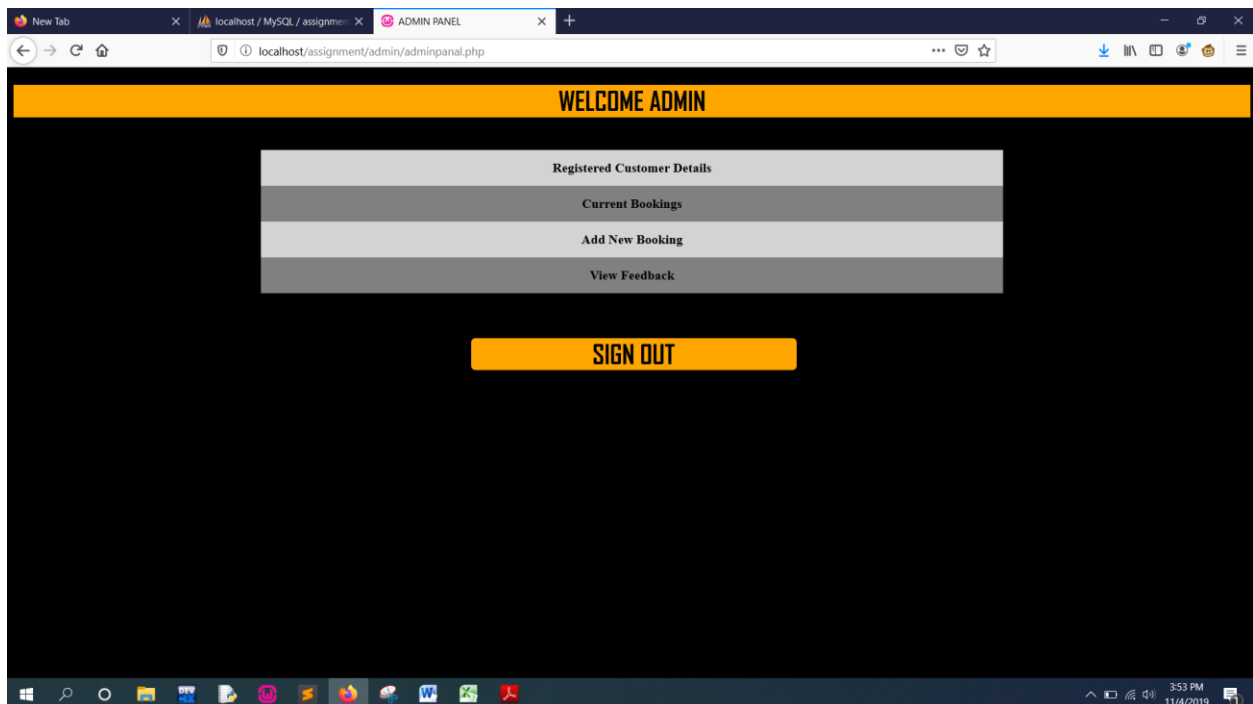 New Tab
localhost / MySQL / assignmen
ADMIN PANEL
localhost/assignment/admin/adminpanal.php
WELCOME ADMIN
Registered Customer Details
Current Bookings
Add New Booking
View Feedback
SIGN OUT
DEV
3:53 PM
11/4/2019